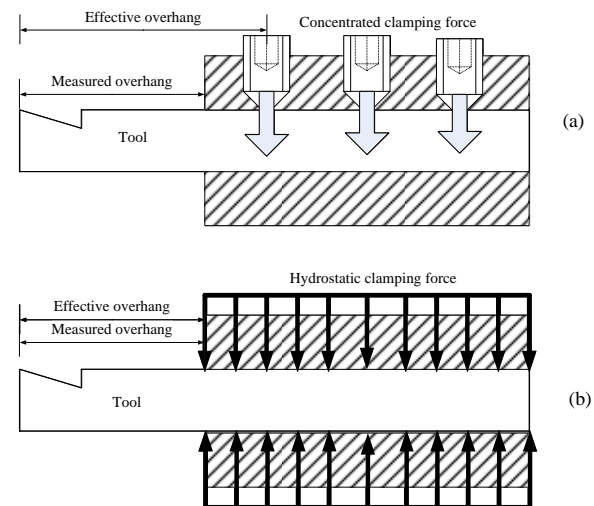 Effective overhang
Concentrated clamping force
Measured overhang
Tool
(a)
Hydrostatic clamping force
Effective overhang
Measured overhang
Tool
(b)